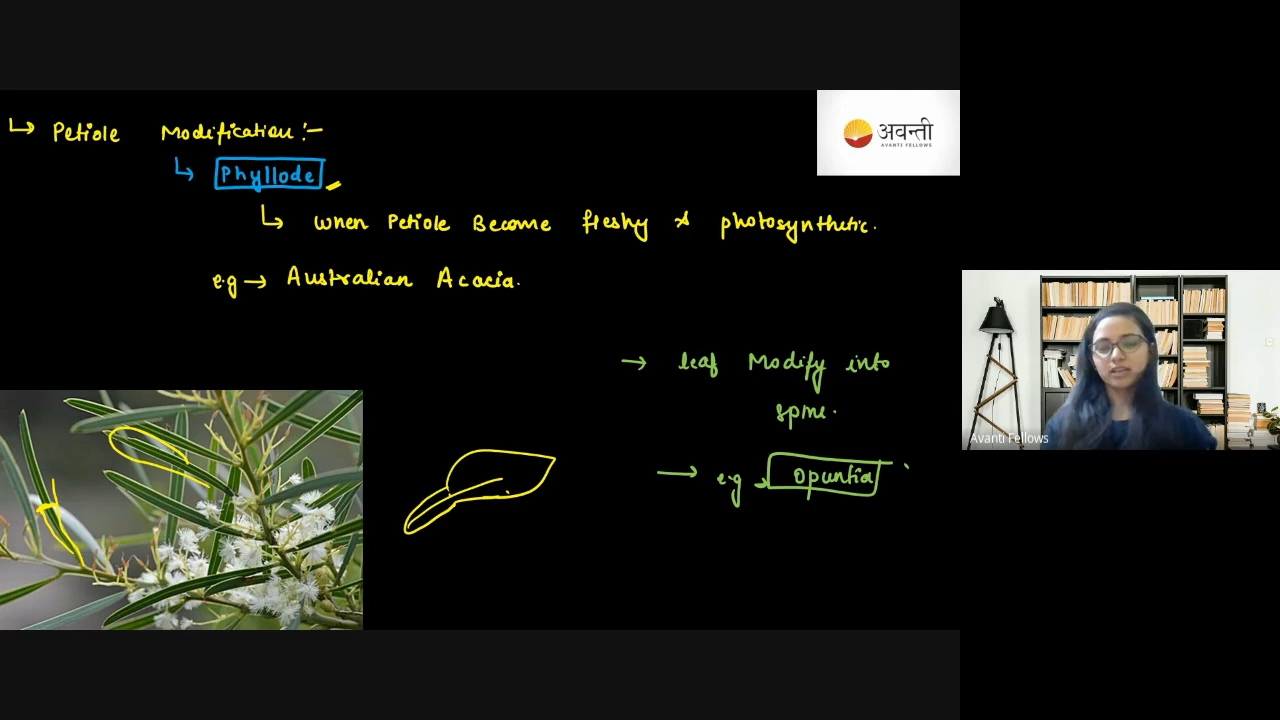 ↳ Petiole Modification:-
↳ Phyllode
↳ when Petiole Become fleshy & photosynthetic.
e.g → Australian Acacia.
→ leaf Modify into
spine.
→ e.g → Opuntia
अवन्ती
AVANTI FELLOWS
Avanti Fellows